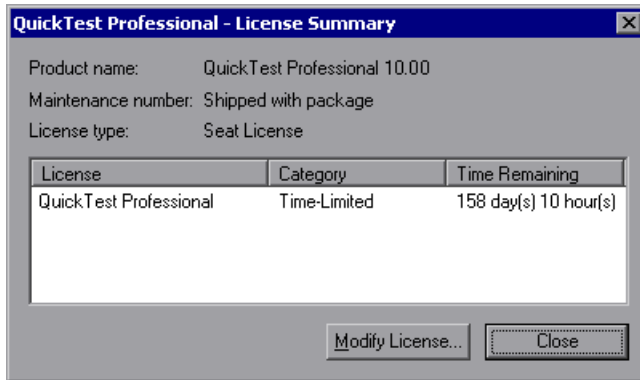 QuickTest Professional - License Summary
Product name: QuickTest Professional 10.00
Maintenance number: Shipped with package
License type: Seat License
License Category Time Remaining
QuickTest Professional Time-Limited 158 day(s) 10 hour(s)
Modify License... Close